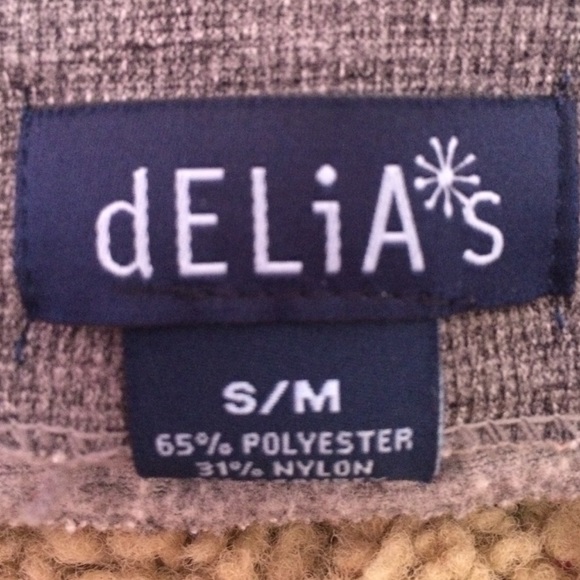 dELiA*s
S/M
65% POLYESTER
31% NYLON